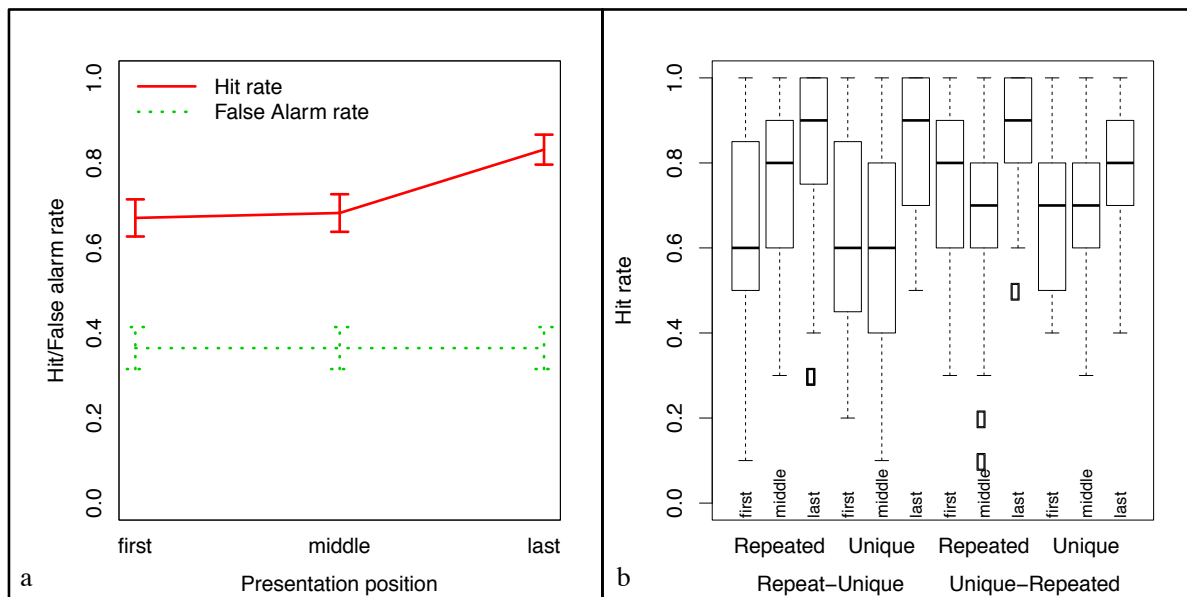 1.0
0.8
0.6
0.4
0.2
0.0
Hit/False alarm rate
Hit rate
False Alarm rate
first middle last
Presentation position
a
1.0
0.8
0.6
0.4
0.2
0.0
Hit rate
first middle last first middle last first middle last first middle last
Repeated Unique Repeated Unique
Repeat−Unique Unique−Repeated
b